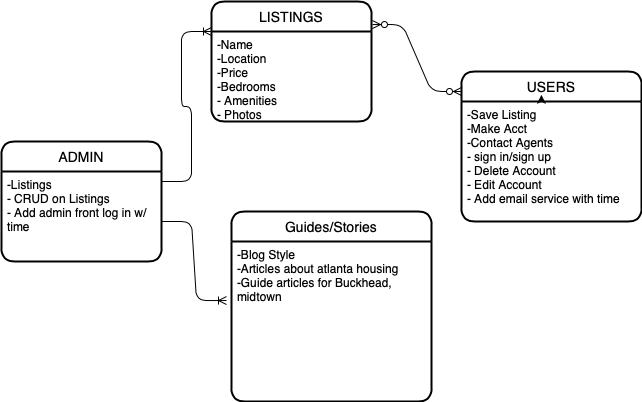 LISTINGS
-Name
-Location
-Price
-Bedrooms
- Amenities
- Photos
USERS
-Save Listing
-Make Acct
-Contact Agents
- sign in/sign up
- Delete Account
- Edit Account
- Add email service with time
ADMIN
-Listings
- CRUD on Listings
- Add admin front log in w/
time
Guides/Stories
-Blog Style
-Articles about atlanta housing
-Guide articles for Buckhead,
midtown